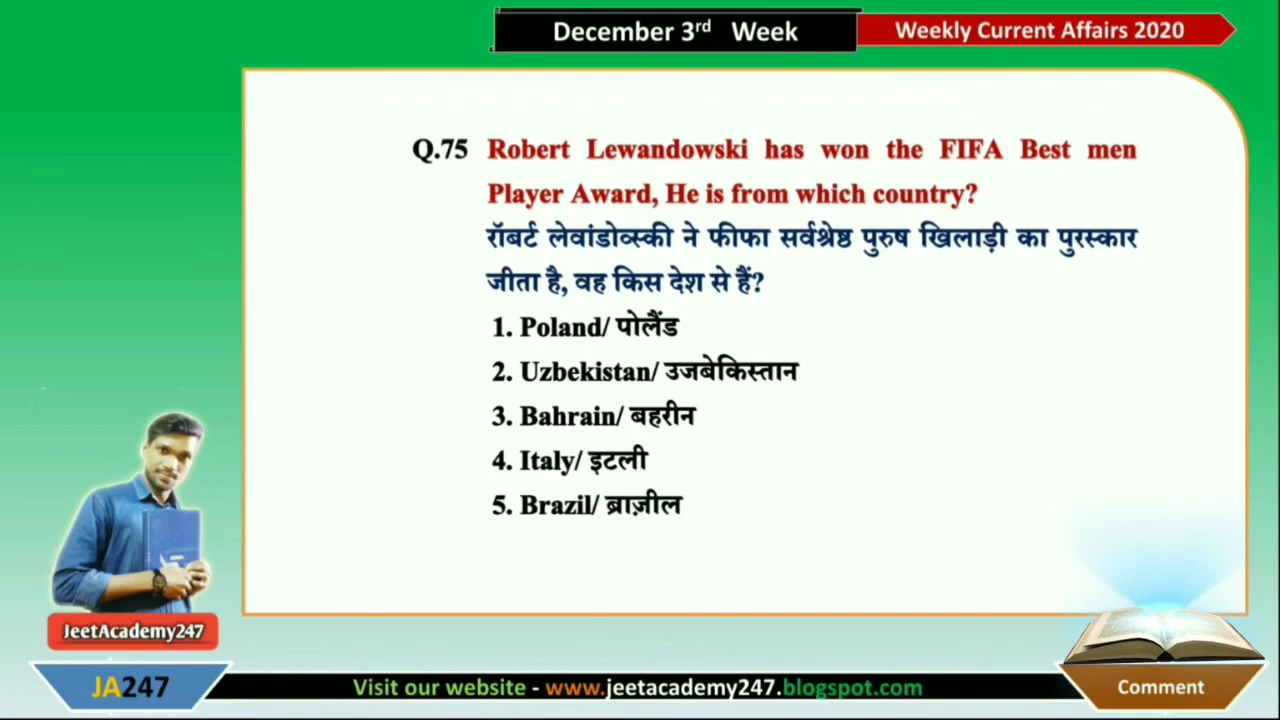 December 3rd Week
Weekly Current Affairs 2020
Q.75 Robert Lewandowski has won the FIFA Best men
Player Award, He is from which country?
रॉबर्ट लेवांडोव्स्की ने फीफा सर्वश्रेष्ठ पुरुष खिलाड़ी का पुरस्कार
जीता है, वह किस देश से हैं?
1. Poland/ पोलैंड
2. Uzbekistan/ उजबेकिस्तान
3. Bahrain/ बहरीन
4. Italy/ इटली
5. Brazil/ ब्राज़ील
JeetAcademy247
JA247
Visit our website - www.jeetacademy247.blogspot.com
Comment